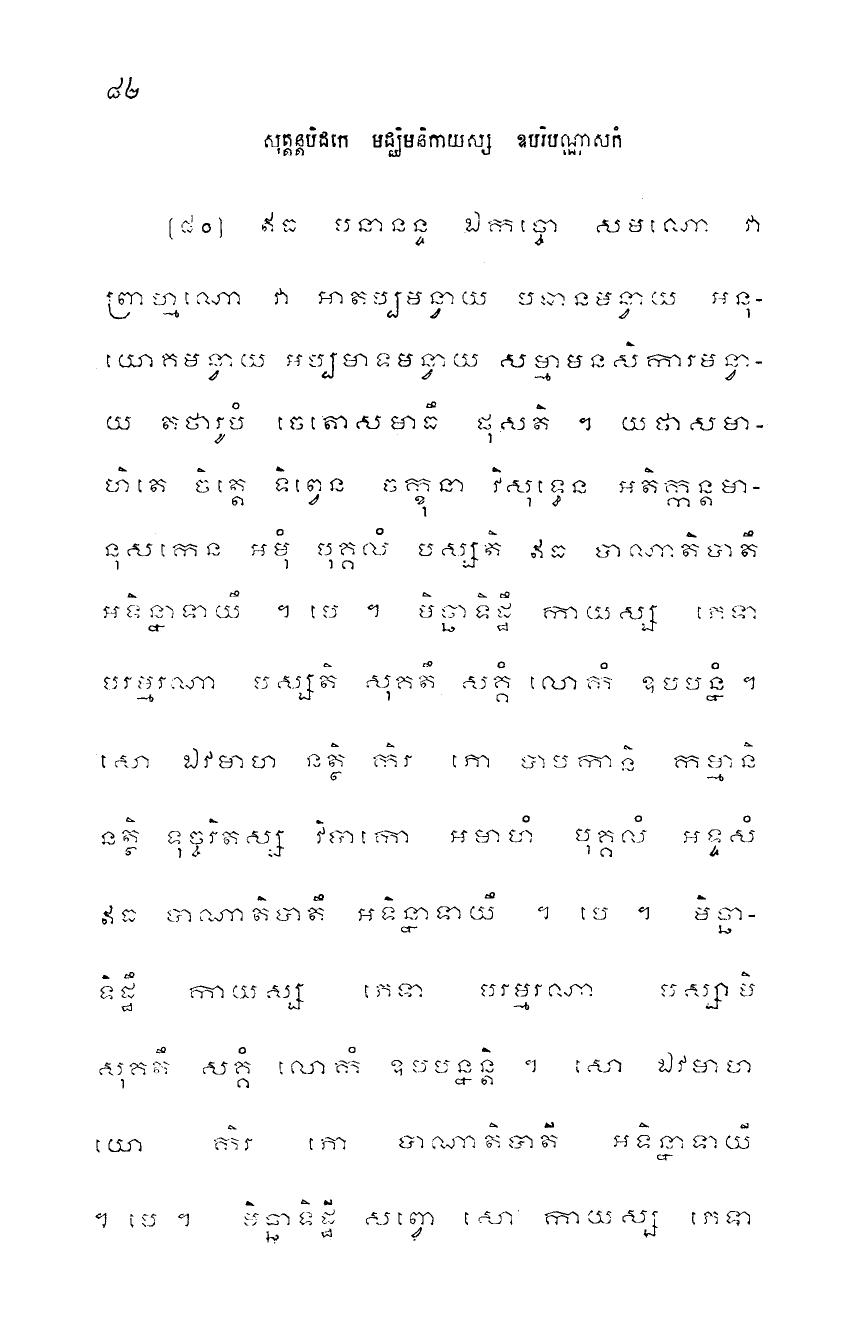 ៨២
សុត្តន្តបិដកេ មជ្ឈិមនិកាយស្ស ឧបរិបណ្ណាសកំ
[៨០] ឥធ បនានន្ទ ឯកច្ចោ សមណោ វា
ព្រាហ្មណោ វា អាតប្បមន្វាយ បធានមន្វាយ អនុ-
យោគមន្វាយ អប្បមាទមន្វាយ សម្មាមនសិការមន្វា-
យ តថារូបំ ចេតោសមាធឹ ផុសតិ ។ យថាសមា-
ហិតេ ចិត្តេ ទិព្វេន ចក្ខុនា វិសុទ្ធេន អតិក្កន្តមា-
នុសកេន អមុំ បុគ្គលំ បស្សតិ ឥធ បាណាតិបាតឹ
អទិន្នាទាយឹ ។ បេ ។ មិច្ឆាទិដ្ឋឹ កាយស្ស ភេទា
បរម្មរណា បស្សតិ សុគតឹ សគ្គំ លោកំ ឧបបន្នំ ។
សោ ឯវមាហ នត្ថិ កិរ ភោ បាបកានិ កម្មានិ
នត្ថិ ទុច្ចរិតស្ស វិបាកោ អមាហំ បុគ្គលំ អទ្ទសំ
ឥធ បាណាតិបាតឹ អទិន្នាទាយឹ ។ បេ ។ មិច្ឆា-
ទិដ្ឋឹ កាយស្ស ភេទា បរម្មរណា បស្សាមិ
សុគតឹ សគ្គំ លោកំ ឧបបន្នន្តិ ។ សោ ឯវមាហ
យោ កិរ ភោ បាណាតិបាតី អទិន្នាទាយី
។ បេ ។ មិច្ឆាទិដ្ឋី សព្វោ សោ កាយស្ស ភេទា